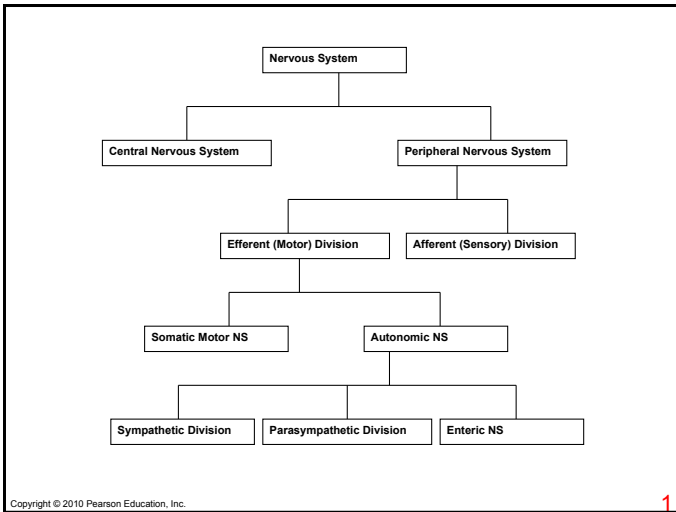 Nervous System
Central Nervous System
Peripheral Nervous System
Efferent (Motor) Division
Afferent (Sensory) Division
Somatic Motor NS
Autonomic NS
Sympathetic Division
Parasympathetic Division
Enteric NS
Copyright © 2010 Pearson Education, Inc.
1